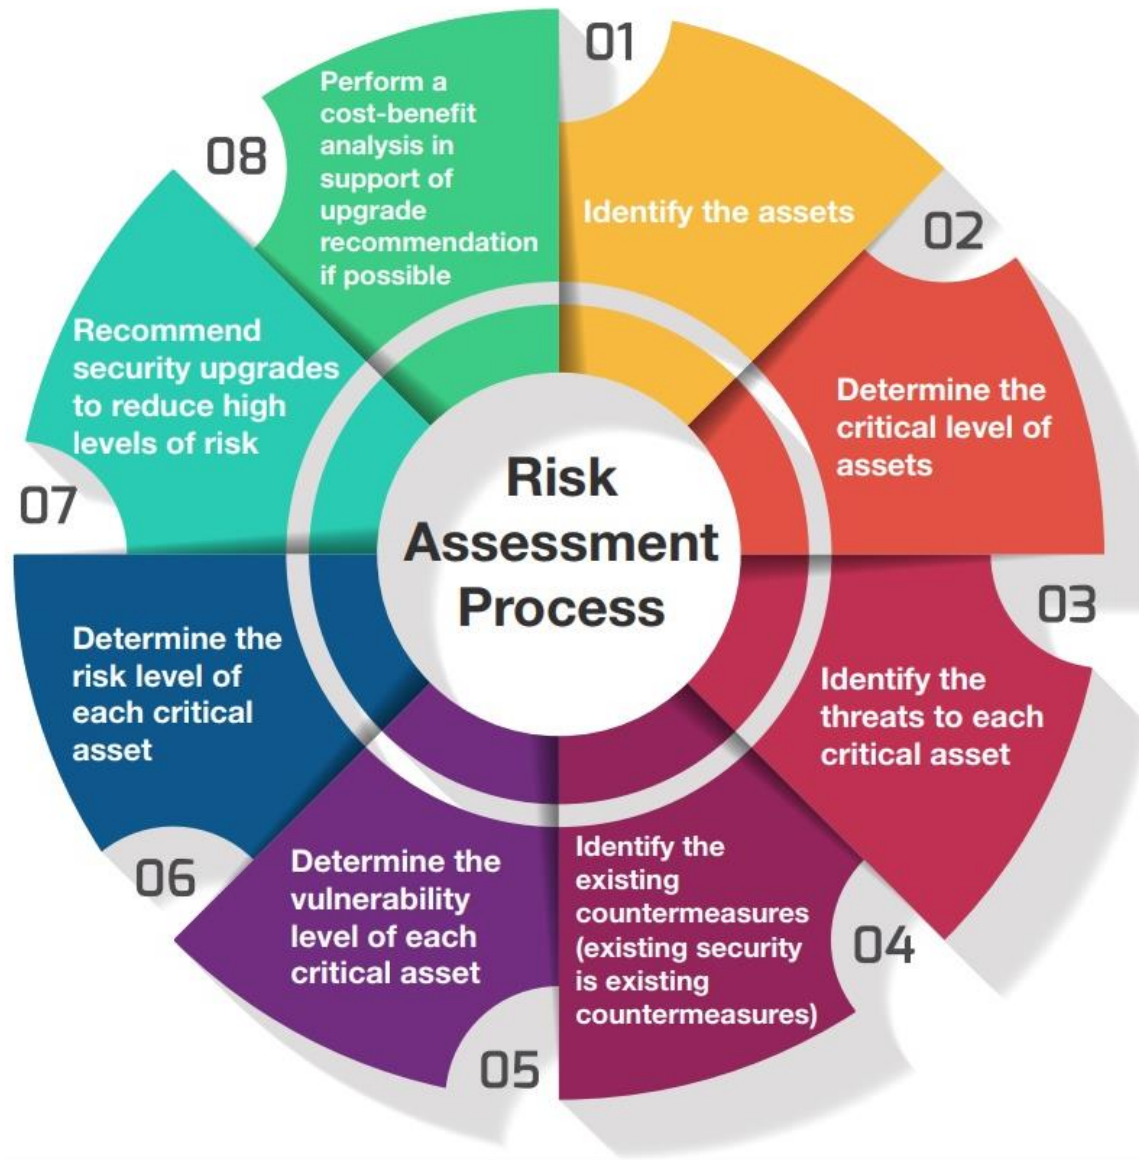 Risk
Assessment
Process
01
Identify the assets
02
Determine the
critical level of
assets
03
Identify the
threats to each
critical asset
04
Identify the
existing
countermeasures
(existing security
is existing
countermeasures)
05
Determine the
vulnerability
level of each
critical asset
06
Determine the
risk level of
each critical
asset
07
Recommend
security upgrades
to reduce high
levels of risk
08
Perform a
cost-benefit
analysis in
support of
upgrade
recommendation
if possible